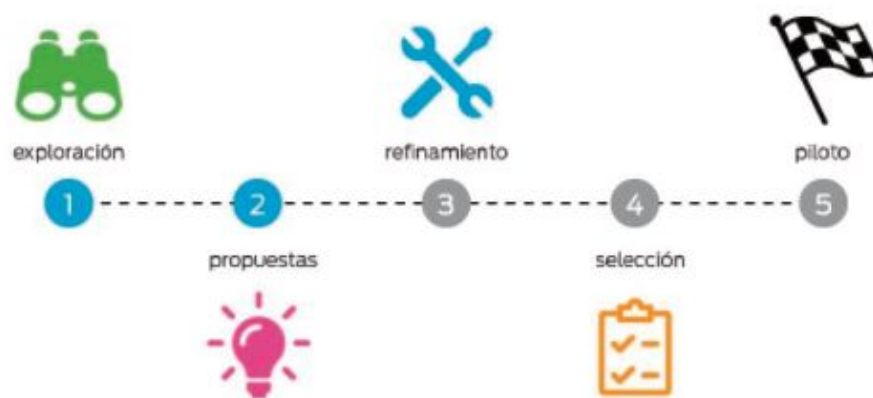 exploración
refinamiento
piloto
1
2
3
4
5
propuestas
selección